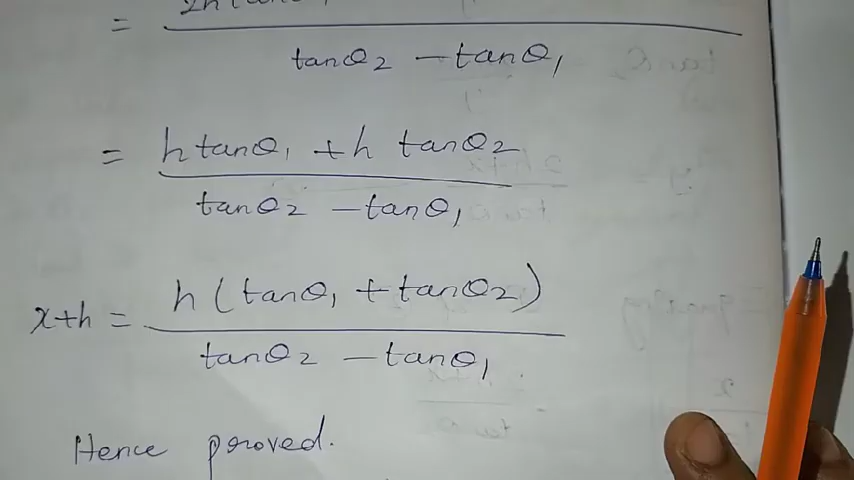 =
tanθ2 - tanθ1
= h tanθ1 + h tanθ2
tanθ2 - tanθ1
x+h = h (tanθ1 + tanθ2)
tanθ2 - tanθ1
Hence proved.